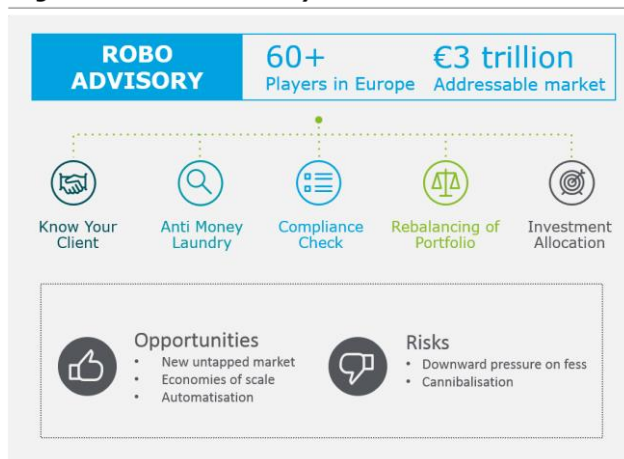 ROBO
ADVISORY
60+
Players in Europe
€3 trillion
Addressable market
Know Your
Client
Anti Money
Laundry
Compliance
Check
Rebalancing of
Portfolio
Investment
Allocation
Opportunities
• New untapped market
• Economies of scale
• Automatisation
Risks
• Downward pressure on fess
• Cannibalisation